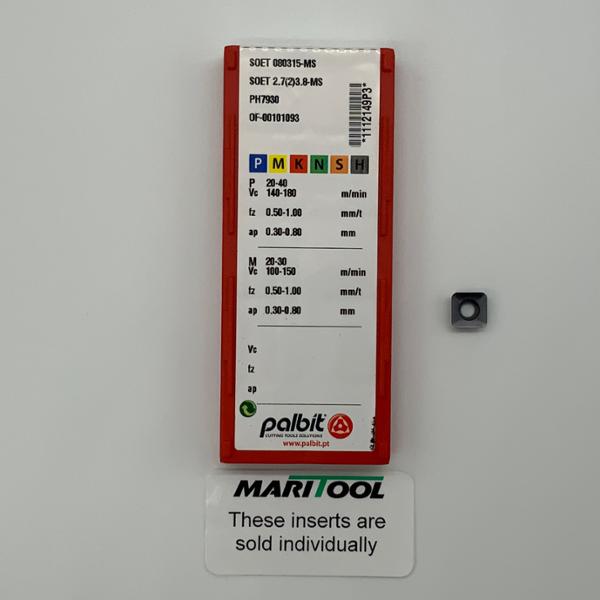 SOET 080315-MS
SOET 2.7(2)3.8-MS
PH7930
OF-00101093
*1112149P3*
P M K N S H
P 20-40
Vc 140-180 m/min
fz 0.50-1.00 mm/t
ap 0.30-0.80 mm
M 20-30
Vc 100-150 m/min
fz 0.50-1.00 mm/t
ap 0.30-0.80 mm
Vc
fz
ap
palbit
CUTTING TOOLS SOLUTIONS
www.palbit.pt
MARITOOL
These inserts are
sold individually